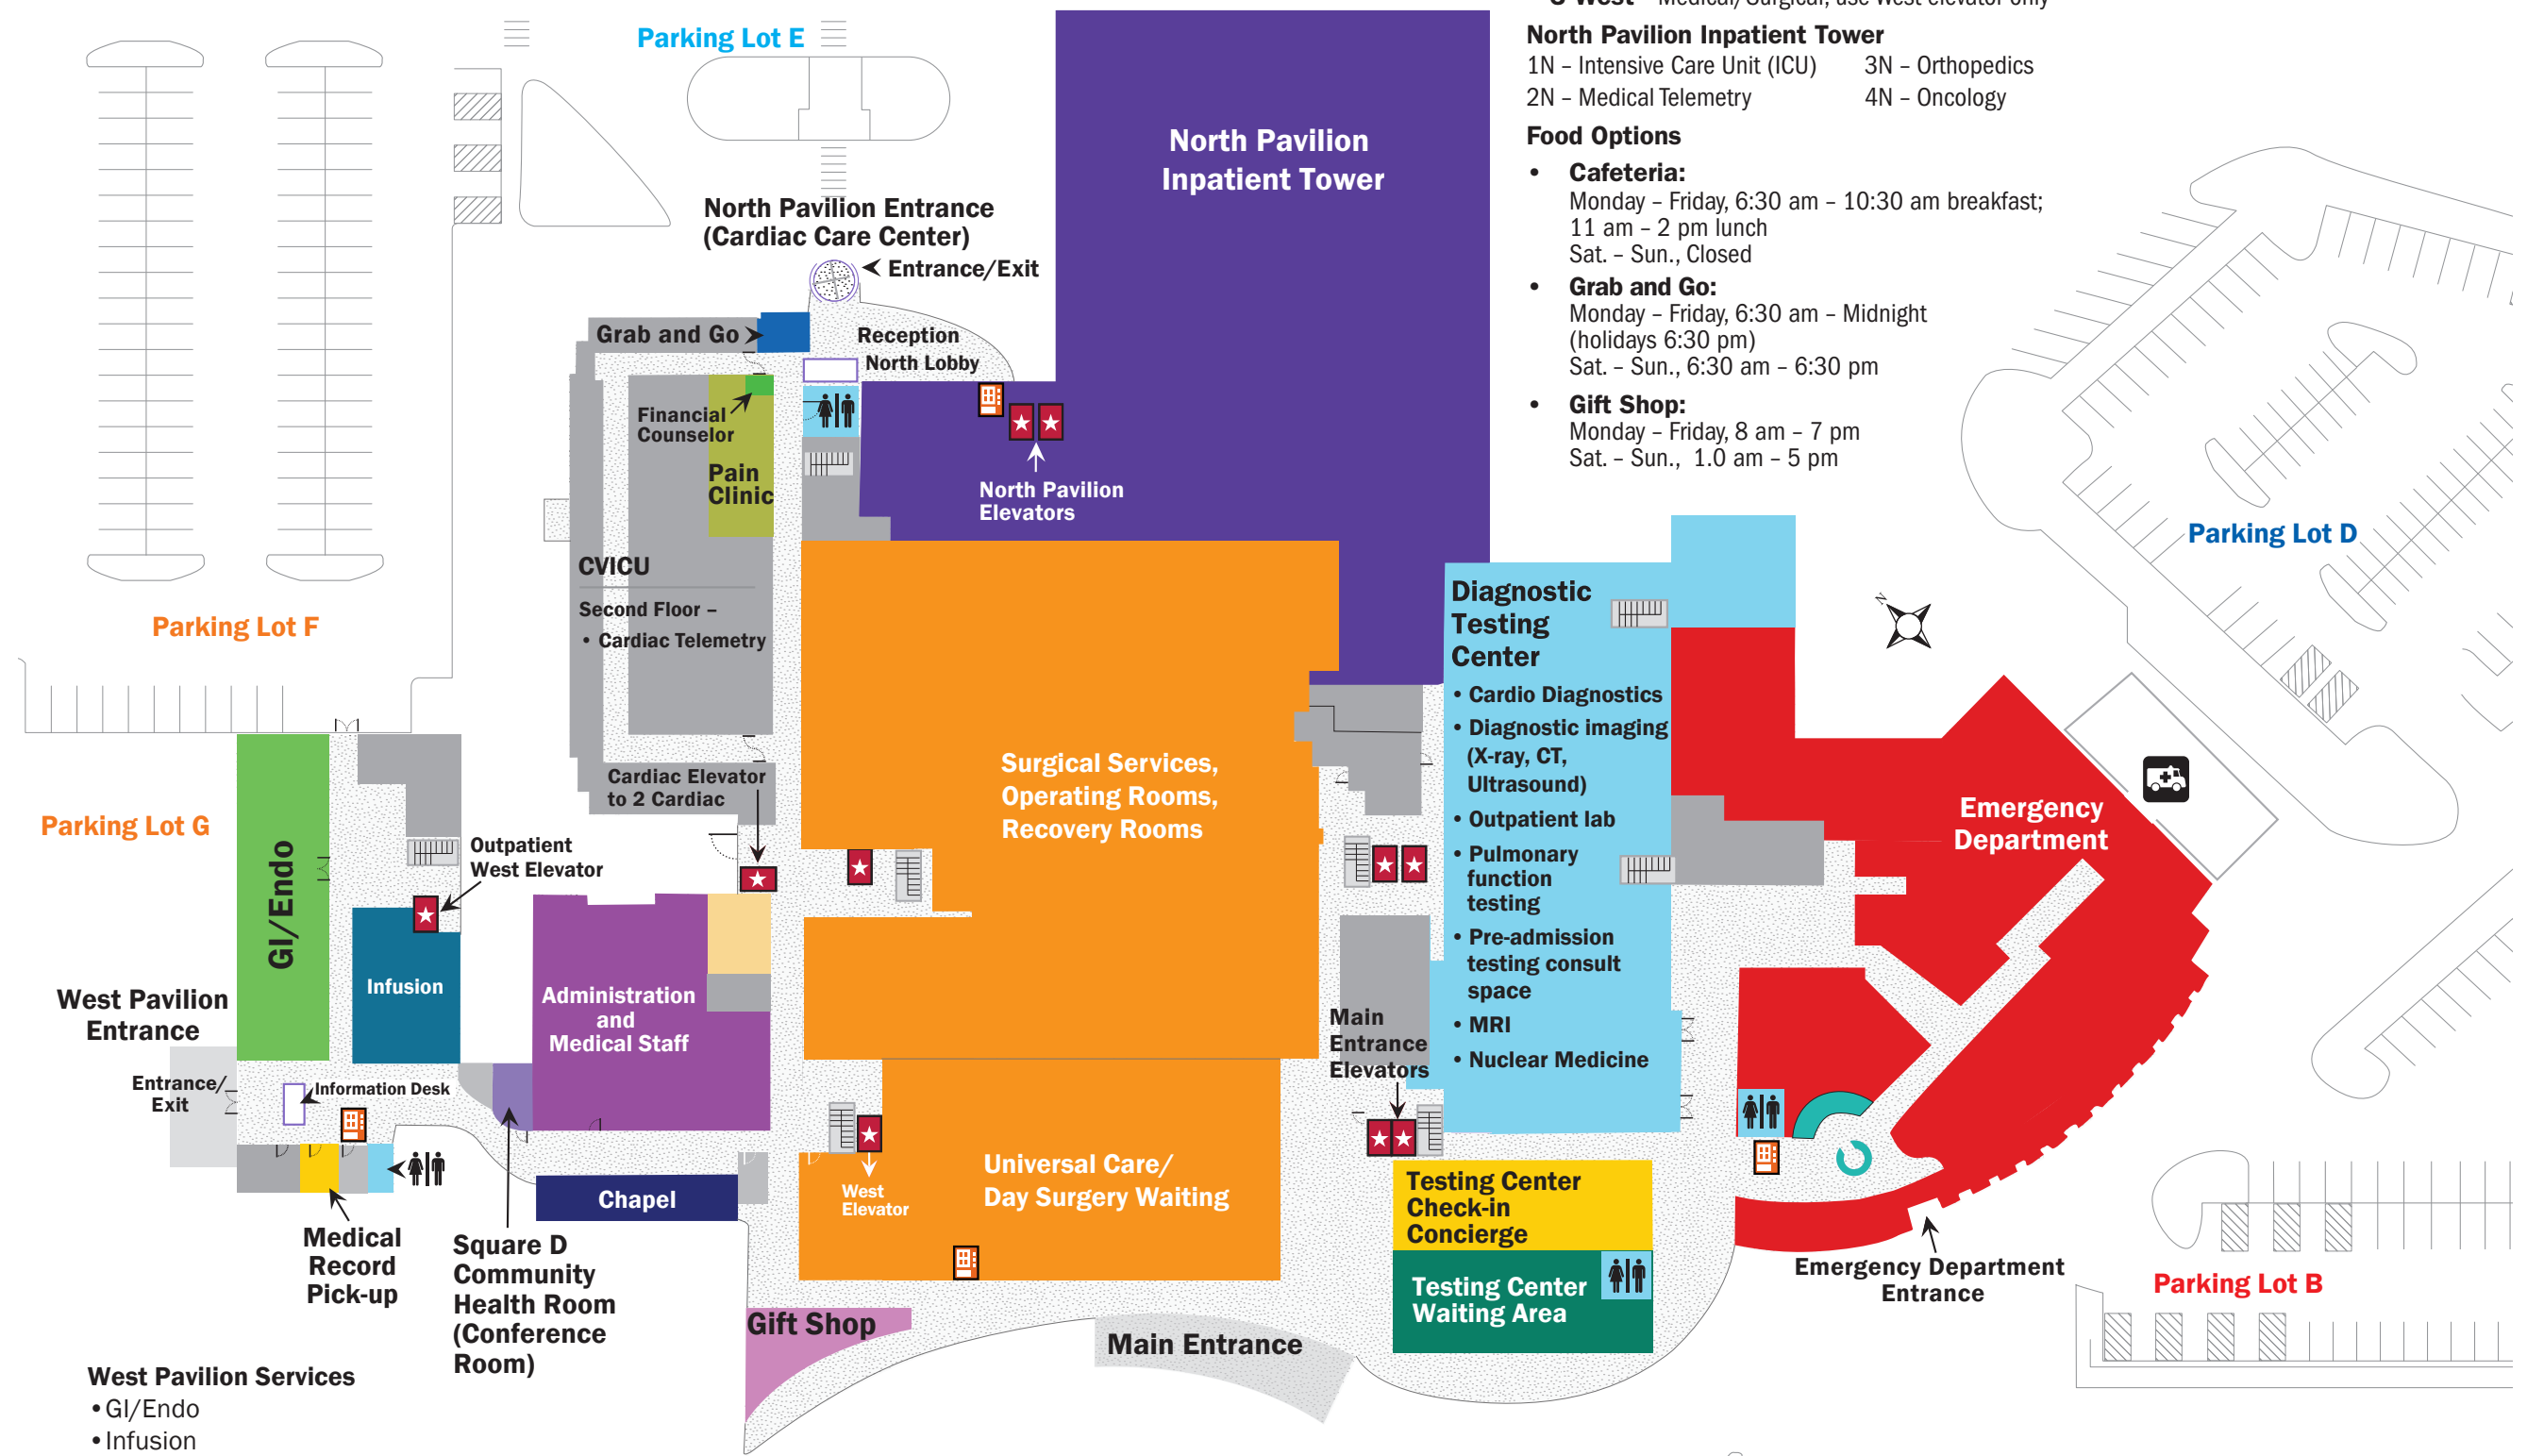 3 West – Medical/Surgical, use West elevator only
North Pavilion Inpatient Tower
1N – Intensive Care Unit (ICU) 3N – Orthopedics
2N – Medical Telemetry 4N – Oncology
Food Options
• Cafeteria:
Monday – Friday, 6:30 am – 10:30 am breakfast;
11 am – 2 pm lunch
Sat. – Sun., Closed
• Grab and Go:
Monday – Friday, 6:30 am – Midnight
(holidays 6:30 pm)
Sat. – Sun., 6:30 am – 6:30 pm
• Gift Shop:
Monday – Friday, 8 am – 7 pm
Sat. – Sun., 1.0 am – 5 pm
Parking Lot E
North Pavilion
Inpatient Tower
North Pavilion Entrance
(Cardiac Care Center)
Entrance/Exit
Grab and Go
Reception
North Lobby
Financial
Counselor
Pain
Clinic
North Pavilion
Elevators
CVICU
Second Floor –
• Cardiac Telemetry
Parking Lot F
Parking Lot D
N
Diagnostic
Testing
Center
• Cardio Diagnostics
• Diagnostic imaging
(X-ray, CT,
Ultrasound)
• Outpatient lab
• Pulmonary
function
testing
• Pre-admission
testing consult
space
• MRI
• Nuclear Medicine
Surgical Services,
Operating Rooms,
Recovery Rooms
Cardiac Elevator
to 2 Cardiac
Emergency
Department
Parking Lot G
GI/Endo
Outpatient
West Elevator
Infusion
Administration
and
Medical Staff
West Pavilion
Entrance
Entrance/
Exit
Information Desk
Main
Entrance
Elevators
Universal Care/
Day Surgery Waiting
West
Elevator
Chapel
Testing Center
Check-in
Concierge
Testing Center
Waiting Area
Medical
Record
Pick-up
Square D
Community
Health Room
(Conference
Room)
Gift Shop
Main Entrance
Emergency Department
Entrance
Parking Lot B
West Pavilion Services
• GI/Endo
• Infusion